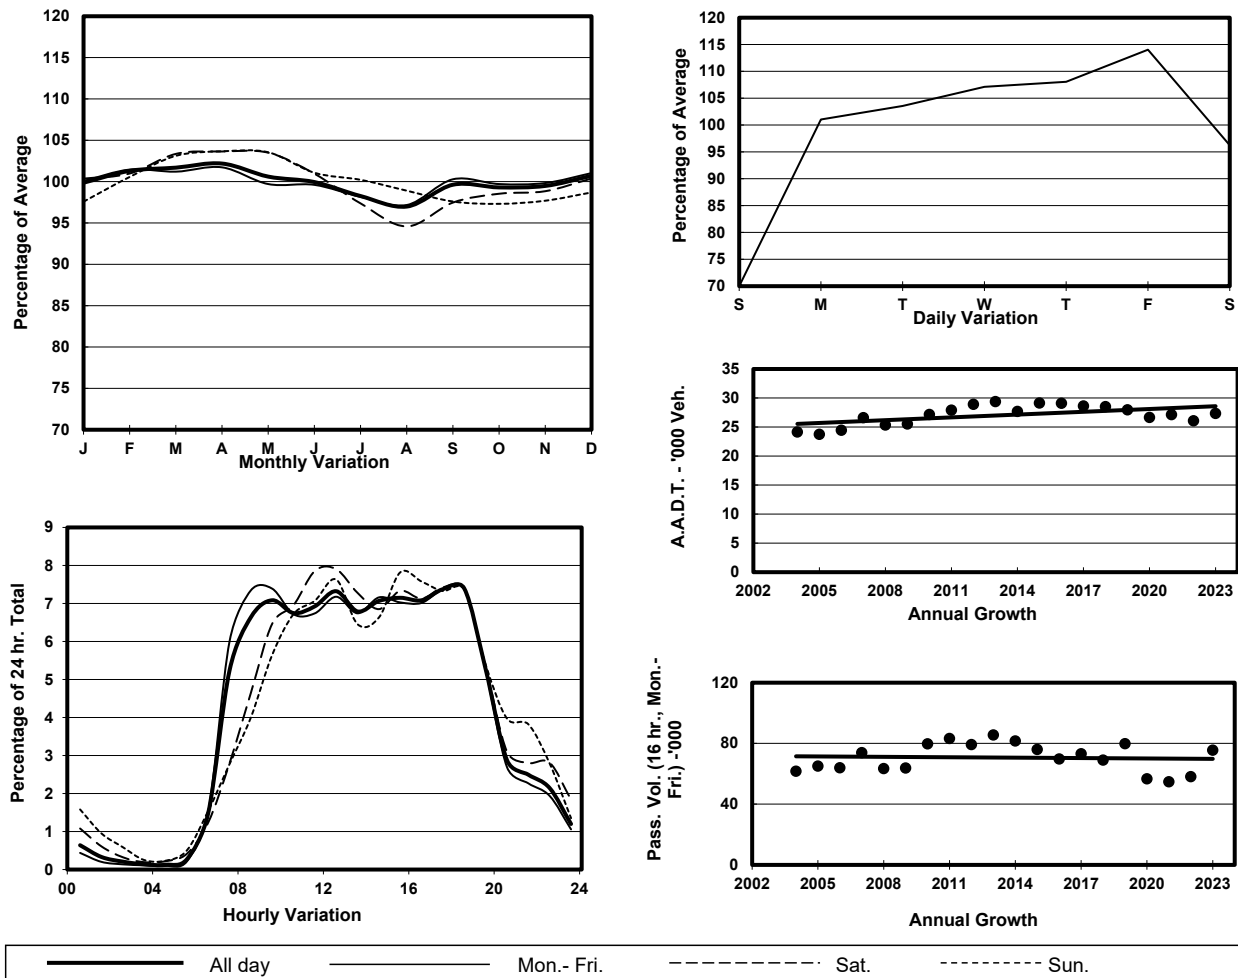 120
115
110
105
100
95
90
85
80
75
70
Percentage of Average
J F M A M J J A S O N D
Monthly Variation
120
115
110
105
100
95
90
85
80
75
70
Percentage of Average
S M T W T F S
Daily Variation
35
30
25
20
15
10
5
0
A.A.D.T. - '000 Veh.
2002 2005 2008 2011 2014 2017 2020 2023
Annual Growth
9
8
7
6
5
4
3
2
1
0
Percentage of 24 hr. Total
00 04 08 12 16 20 24
Hourly Variation
120
80
40
0
Pass. Vol. (16 hr., Mon.-
Fri.) -'000
2002 2005 2008 2011 2014 2017 2020 2023
Annual Growth
All day Mon.- Fri. Sat. Sun.